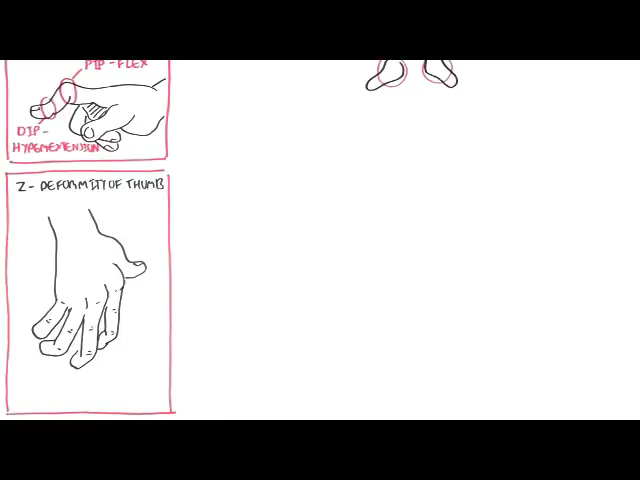 PIP - FLEX
DIP -
HYPEREXTENSION
Z - DEFORMITY OF THUMB